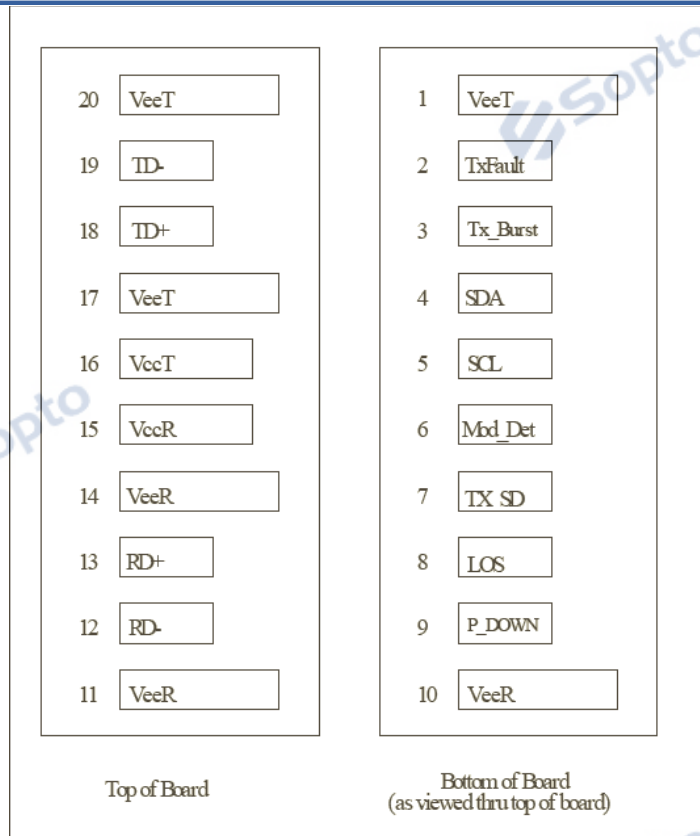 20 VeeT
19 TD-
18 TD+
17 VeeT
16 VccT
15 VccR
14 VeeR
13 RD+
12 RD-
11 VeeR
Top of Board
1 VeeT
2 TxFault
3 Tx_Burst
4 SDA
5 SCL
6 Mod_Det
7 TX SD
8 LOS
9 P_DOWN
10 VeeR
Bottom of Board
(as viewed thru top of board)
Sopto
opto